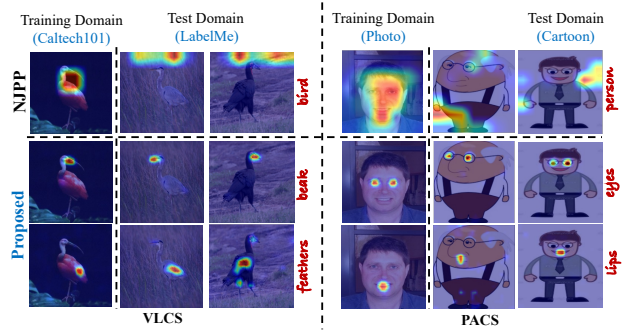 Training Domain
(Caltech101)
Test Domain
(LabelMe)
Training Domain
(Photo)
Test Domain
(Cartoon)
NJPP
bird
person
Proposed
beak
eyes
feathers
lips
VLCS
PACS